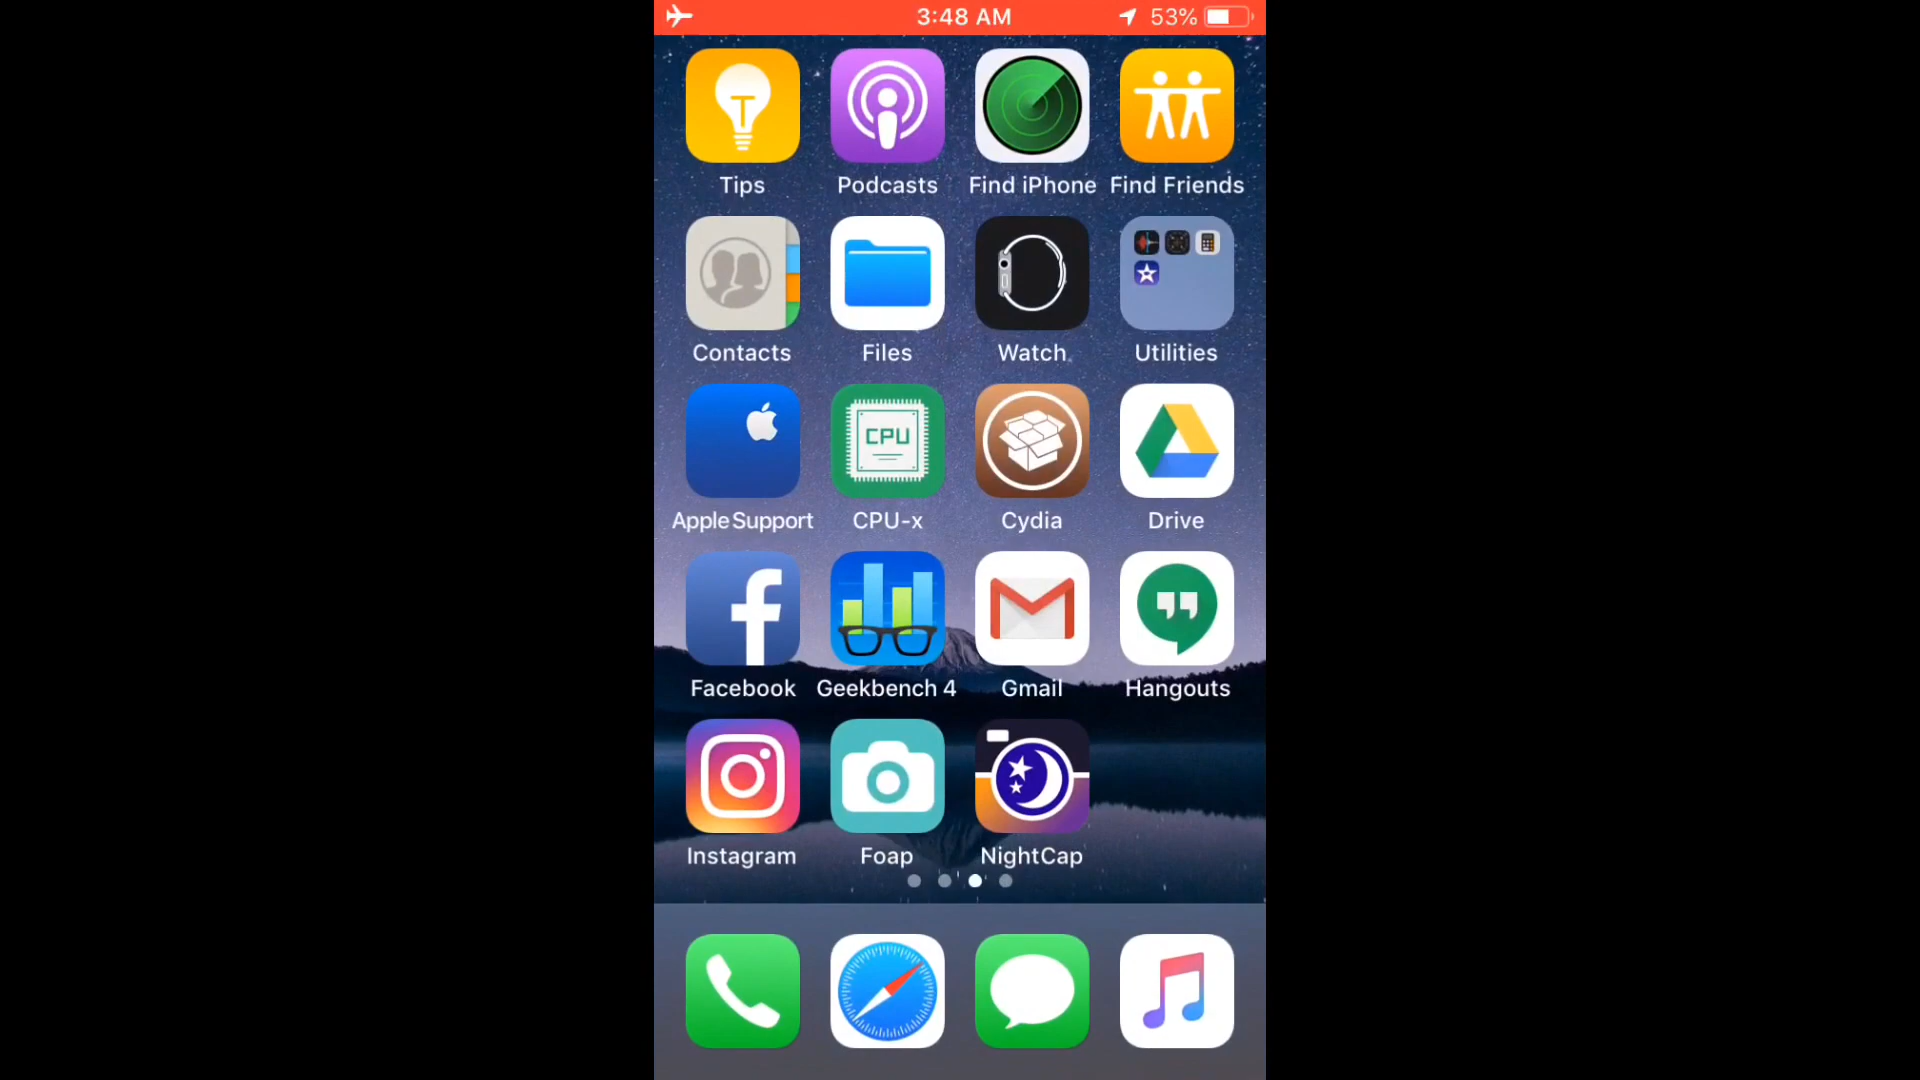 3:48 AM 53%
Tips Podcasts Find iPhone Find Friends
Contacts Files Watch Utilities
CPU
Apple Support CPU-x Cydia Drive
Facebook Geekbench 4 Gmail Hangouts
Instagram Foap NightCap